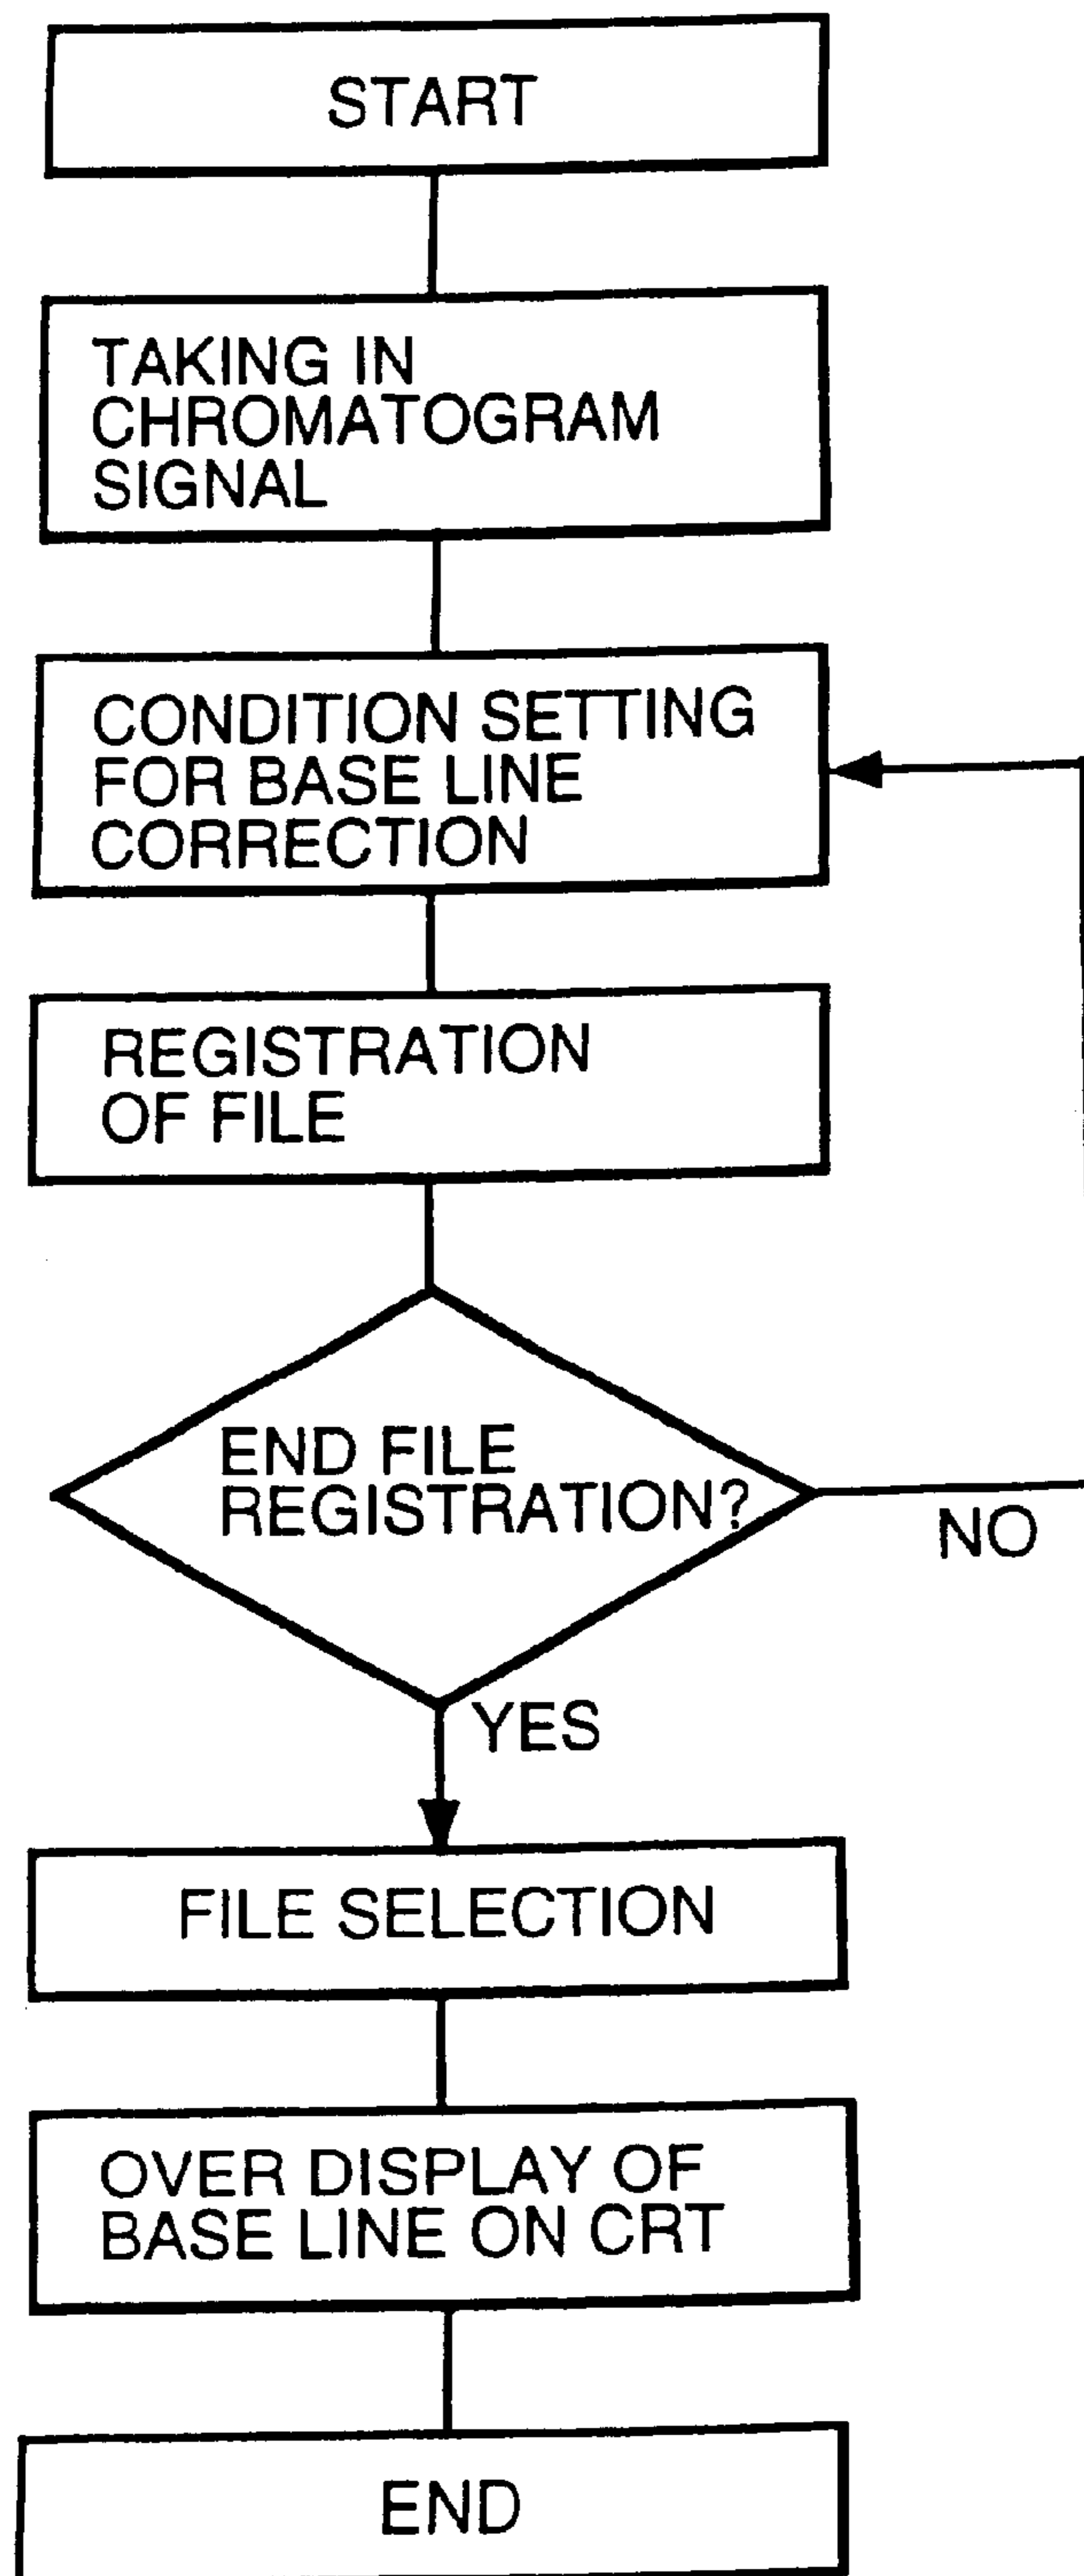 START
TAKING IN
CHROMATOGRAM
SIGNAL
CONDITION SETTING
FOR BASE LINE
CORRECTION
REGISTRATION
OF FILE
END FILE
REGISTRATION?
NO
YES
FILE SELECTION
OVER DISPLAY OF
BASE LINE ON CRT
END